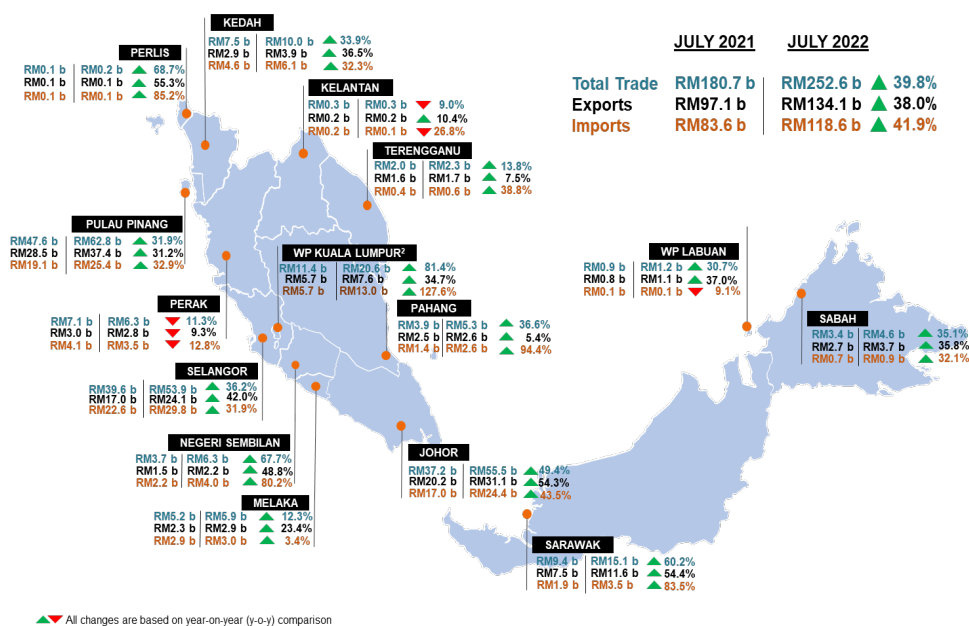 JULY 2021 JULY 2022
Total Trade RM180.7 b RM252.6 b 39.8%
Exports RM97.1 b RM134.1 b 38.0%
Imports RM83.6 b RM118.6 b 41.9%
KEDAH
RM7.5 b RM10.0 b 33.9%
RM2.9 b RM3.9 b 36.5%
RM4.6 b RM6.1 b 32.3%
PERLIS
RM0.1 b RM0.2 b 68.7%
RM0.1 b RM0.1 b 55.3%
RM0.1 b RM0.1 b 85.2%
KELANTAN
RM0.3 b RM0.3 b 9.0%
RM0.2 b RM0.2 b 10.4%
RM0.2 b RM0.1 b 26.8%
TERENGGANU
RM2.0 b RM2.3 b 13.8%
RM1.6 b RM1.7 b 7.5%
RM0.4 b RM0.6 b 38.8%
PULAU PINANG
RM47.6 b RM62.8 b 31.9%
RM28.5 b RM37.4 b 31.2%
RM19.1 b RM25.4 b 32.9%
WP KUALA LUMPUR²
RM11.4 b RM20.6 b 81.4%
RM5.7 b RM7.6 b 34.7%
RM5.7 b RM13.0 b 127.6%
WP LABUAN
RM0.9 b RM1.2 b 30.7%
RM0.8 b RM1.1 b 37.0%
RM0.1 b RM0.1 b 9.1%
PERAK
RM7.1 b RM6.3 b 11.3%
RM3.0 b RM2.8 b 9.3%
RM4.1 b RM3.5 b 12.8%
PAHANG
RM3.9 b RM5.3 b 36.6%
RM2.5 b RM2.6 b 5.4%
RM1.4 b RM2.6 b 94.4%
SABAH
RM3.4 b RM4.6 b 35.1%
RM2.7 b RM3.7 b 35.8%
RM0.7 b RM0.9 b 32.1%
SELANGOR
RM39.6 b RM53.9 b 36.2%
RM17.0 b RM24.1 b 42.0%
RM22.6 b RM29.8 b 31.9%
NEGERI SEMBILAN
RM3.7 b RM6.3 b 67.7%
RM1.5 b RM2.2 b 48.8%
RM2.2 b RM4.0 b 80.2%
JOHOR
RM37.2 b RM55.5 b 49.4%
RM20.2 b RM31.1 b 54.3%
RM17.0 b RM24.4 b 43.5%
MELAKA
RM5.2 b RM5.9 b 12.3%
RM2.3 b RM2.9 b 23.4%
RM2.9 b RM3.0 b 3.4%
SARAWAK
RM9.4 b RM15.1 b 60.2%
RM7.5 b RM11.6 b 54.4%
RM1.9 b RM3.5 b 83.5%
All changes are based on year-on-year (y-o-y) comparison